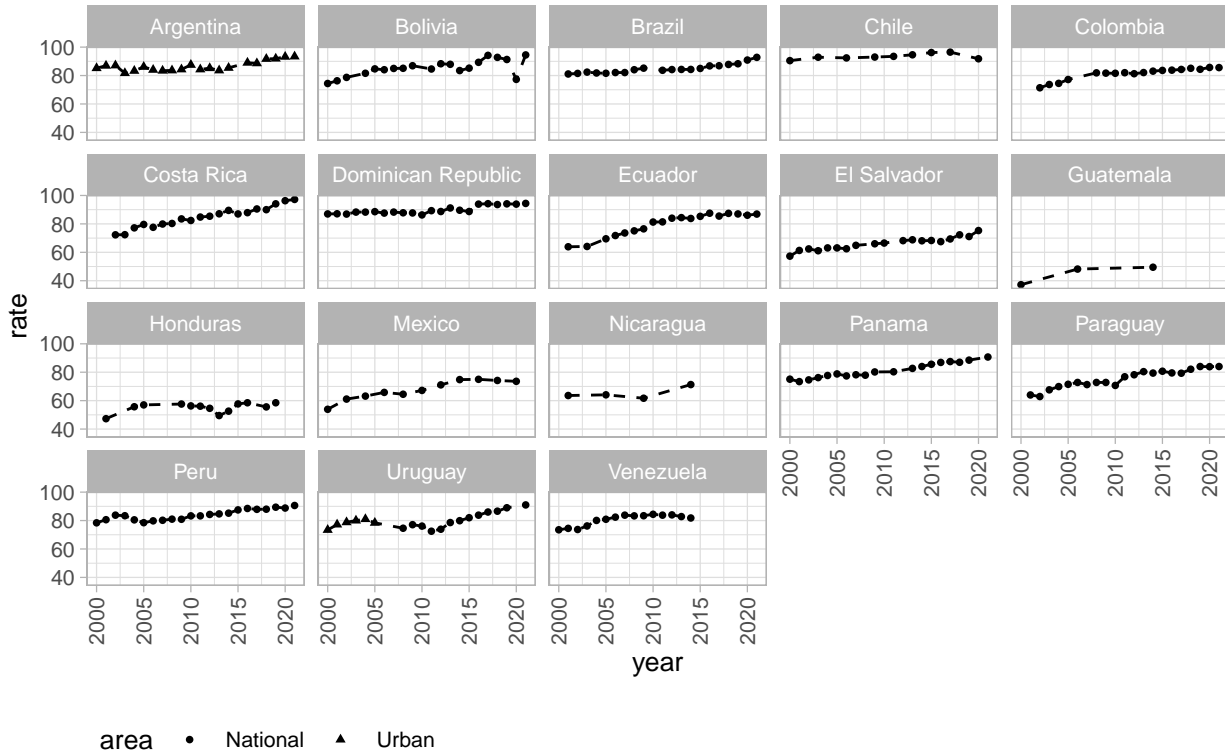 Argentina Bolivia Brazil Chile Colombia
100
80
60
40
Costa Rica Dominican Republic Ecuador El Salvador Guatemala
100
80
60
40
Honduras Mexico Nicaragua Panama Paraguay
100
80
60
40
Peru Uruguay Venezuela
100
80
60
40
rate
2000 2005 2010 2015 2020 2000 2005 2010 2015 2020
2000 2005 2010 2015 2020 2000 2005 2010 2015 2020 2000 2005 2010 2015 2020
year
area National Urban